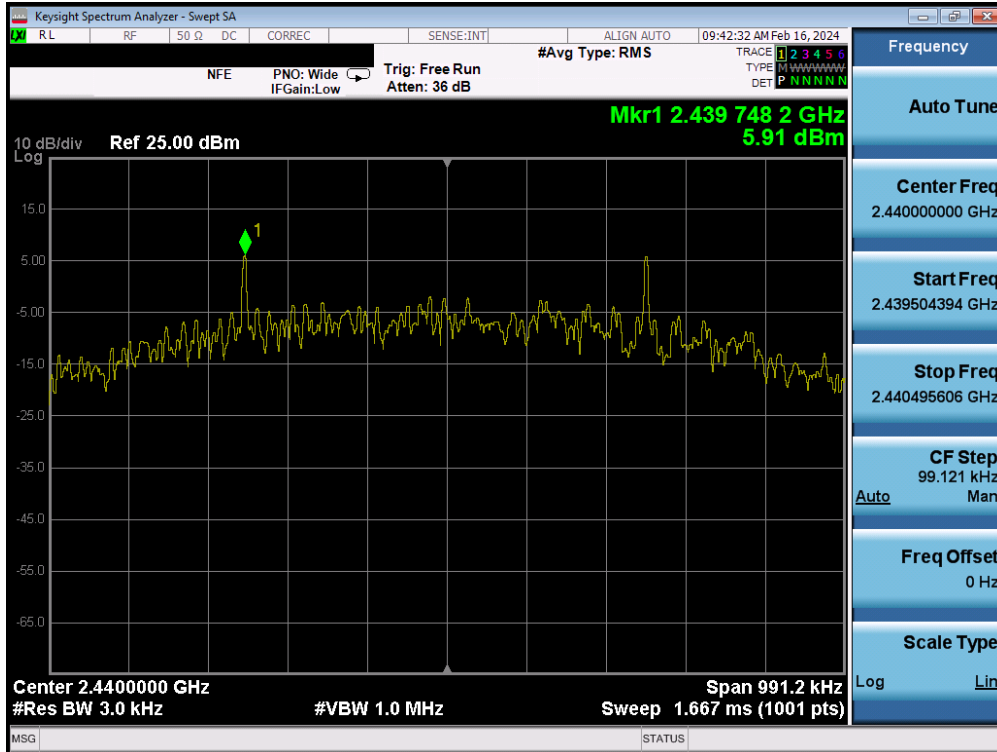 Keysight Spectrum Analyzer - Swept SA
LXI RL RF 50 Ω DC CORREC SENSE:INT ALIGN AUTO 09:42:32 AM Feb 16, 2024
#Avg Type: RMS
TRACE 1 2 3 4 5 6
TYPE M WWWWW
DET P N N N N N
NFE
PNO: Wide
IFGain:Low
Trig: Free Run
Atten: 36 dB
Mkr1 2.439 748 2 GHz
5.91 dBm
10 dB/div
Log
Ref 25.00 dBm
1
15.0
5.00
-5.00
-15.0
-25.0
-35.0
-45.0
-55.0
-65.0
Center 2.4400000 GHz
Span 991.2 kHz
#Res BW 3.0 kHz
#VBW 1.0 MHz
Sweep 1.667 ms (1001 pts)
MSG
STATUS
Frequency
Auto Tune
Center Freq
2.440000000 GHz
Start Freq
2.439504394 GHz
Stop Freq
2.440495606 GHz
CF Step
99.121 kHz
Auto Man
Freq Offset
0 Hz
Scale Type
Log Lin